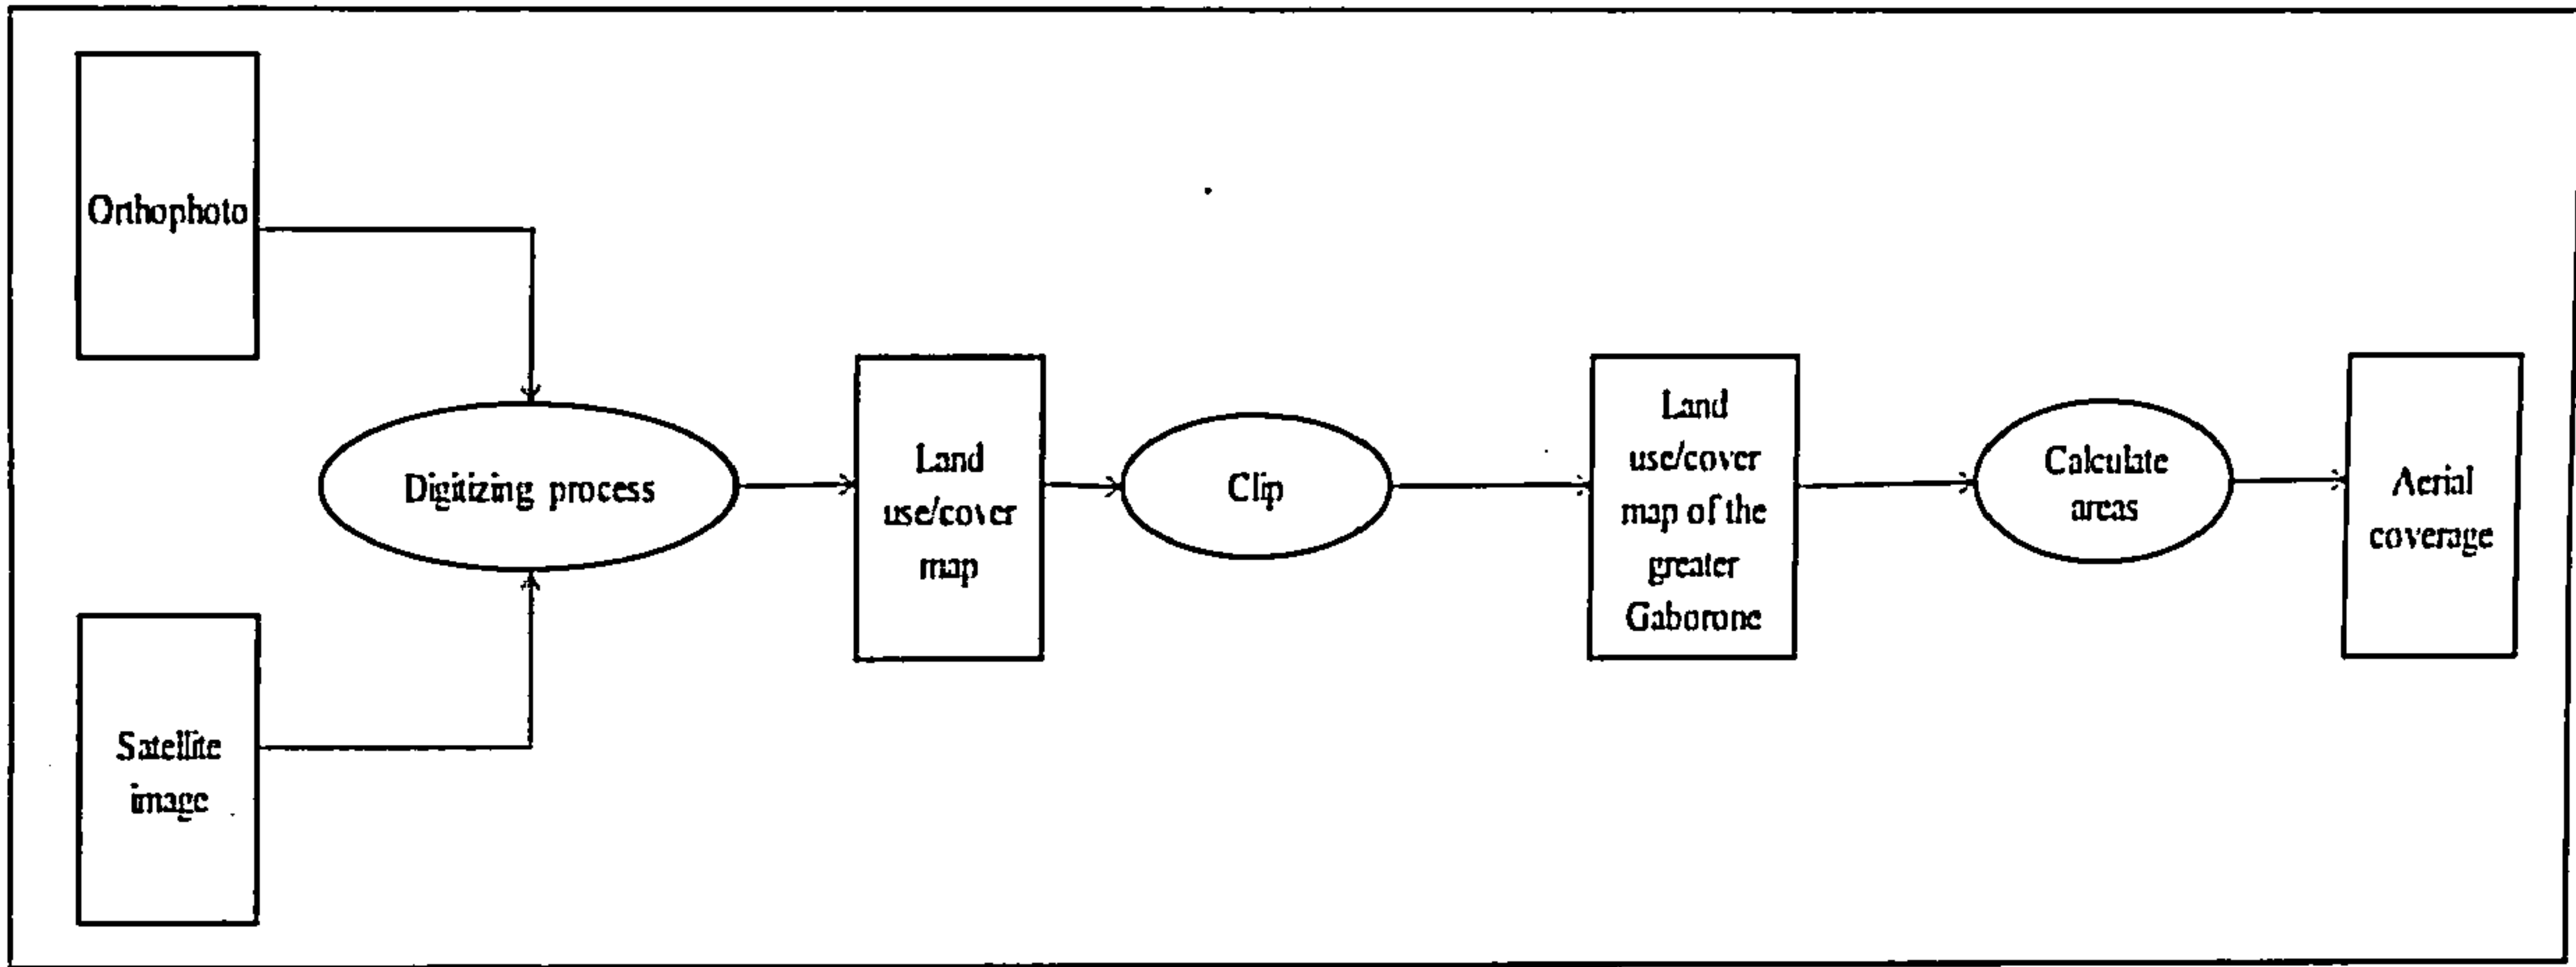 Orthophoto
Digitizing process
Satellite
image
Land
use/cover
map
Clip
Land
use/cover
map of the
greater
Gaborone
Calculate
areas
Aerial
coverage